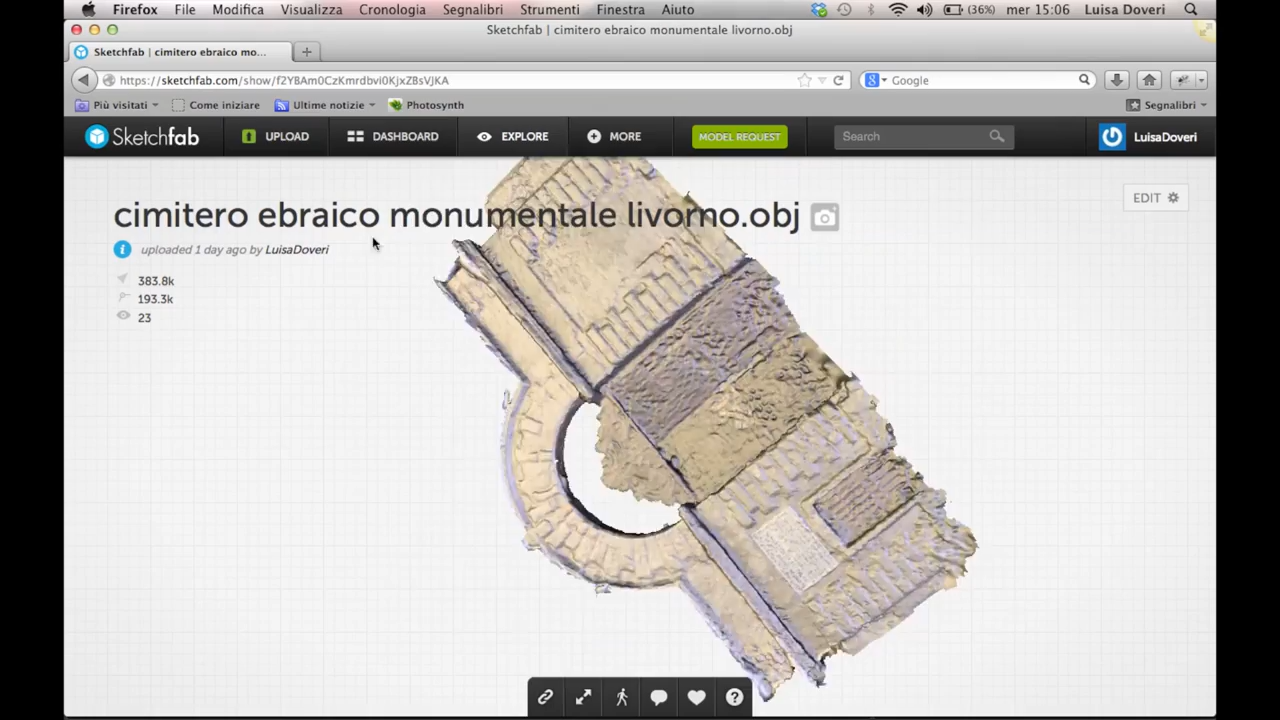 Firefox File Modifica Visualizza Cronologia Segnalibri Strumenti Finestra Aiuto (36%) mer 15:06 Luisa Doveri
Sketchfab | cimitero ebraico monumentale livorno.obj
Sketchfab | cimitero ebraico mo...
https://sketchfab.com/show/f2YBAm0CzKmrdbvi0KjxZBsVJKA Google
Più visitati Come iniziare Ultime notizie Photosynth Segnalibri
Sketchfab UPLOAD DASHBOARD EXPLORE MORE MODEL REQUEST Search LuisaDoveri
EDIT
cimitero ebraico monumentale livorno.obj
uploaded 1 day ago by LuisaDoveri
383.8k
193.3k
23